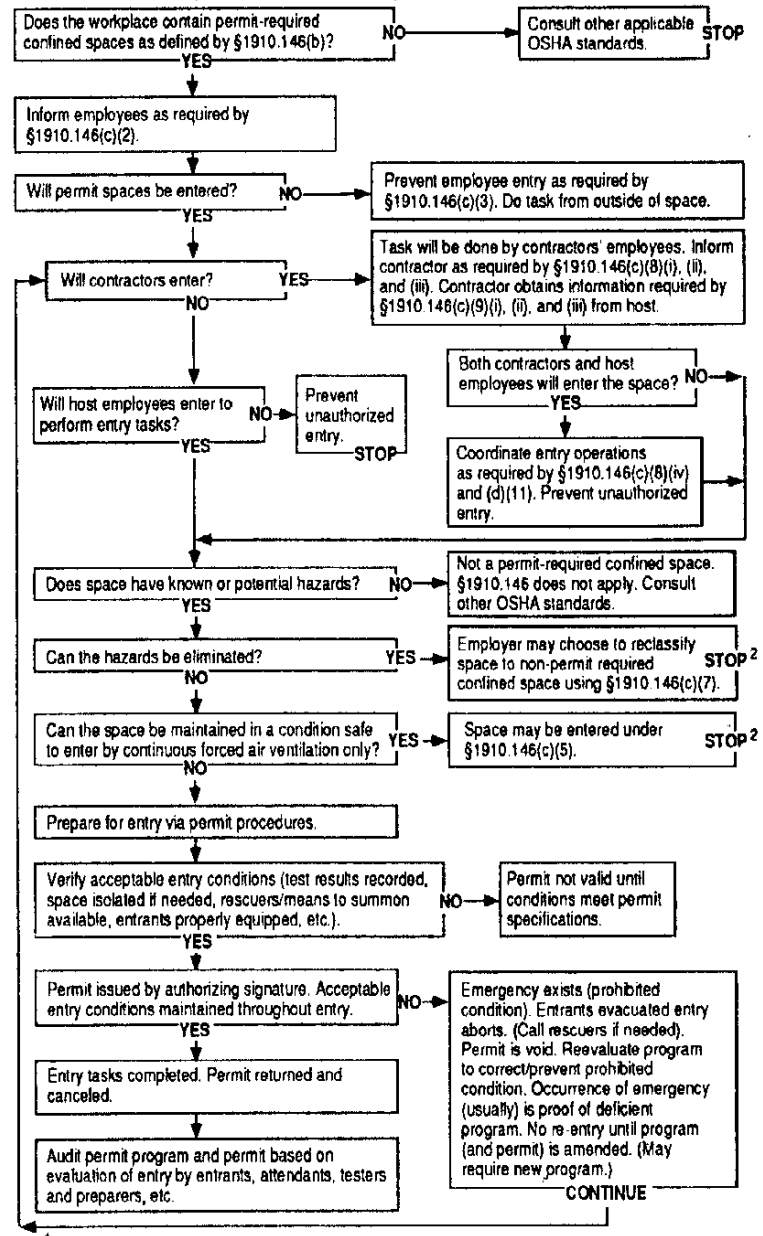 Does the workplace contain permit-required
confined spaces as defined by §1910.146(b)?
NO
Consult other applicable
OSHA standards.
STOP
YES
Inform employees as required by
§1910.146(c)(2).
Will permit spaces be entered?
NO
Prevent employee entry as required by
§1910.146(c)(3). Do task from outside of space.
YES
Will contractors enter?
YES
Task will be done by contractors' employees. Inform
contractor as required by §1910.146(c)(8)(i), (ii),
and (iii). Contractor obtains information required by
§1910.146(c)(9)(i), (ii), and (iii) from host.
NO
Both contractors and host
employees will enter the space?
NO
YES
Will host employees enter to
perform entry tasks?
NO
Prevent
unauthorized
entry.
STOP
YES
Coordinate entry operations
as required by §1910.146(c)(8)(iv)
and (d)(11). Prevent unauthorized
entry.
Does space have known or potential hazards?
NO
Not a permit-required confined space.
§1910.146 does not apply. Consult
other OSHA standards.
YES
Can the hazards be eliminated?
YES
Employer may choose to reclassify
space to non-permit required
confined space using §1910.146(c)(7).
STOP 2
NO
Can the space be maintained in a condition safe
to enter by continuous forced air ventilation only?
YES
Space may be entered under
§1910.146(c)(5).
STOP 2
NO
Prepare for entry via permit procedures.
Verify acceptable entry conditions (test results recorded,
space isolated if needed, rescuers/means to summon
available, entrants properly equipped, etc.).
NO
Permit not valid until
conditions meet permit
specifications.
YES
Permit issued by authorizing signature. Acceptable
entry conditions maintained throughout entry.
NO
Emergency exists (prohibited
condition). Entrants evacuated entry
aborts. (Call rescuers if needed).
Permit is void. Reevaluate program
to correct/prevent prohibited
condition. Occurrence of emergency
(usually) is proof of deficient
program. No re-entry until program
(and permit) is amended. (May
require new program.)
CONTINUE
YES
Entry tasks completed. Permit returned and
canceled.
Audit permit program and permit based on
evaluation of entry by entrants, attendants, testers
and preparers, etc.